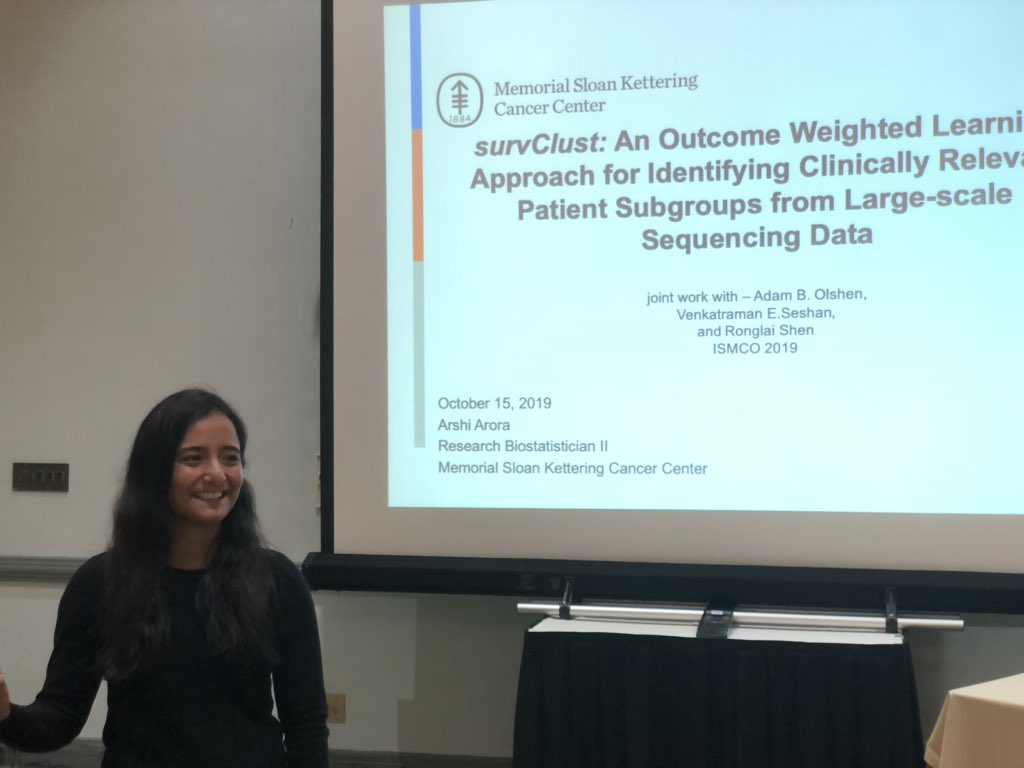 Memorial Sloan Kettering
Cancer Center
1884
survClust: An Outcome Weighted Learni
Approach for Identifying Clinically Releva
Patient Subgroups from Large-scale
Sequencing Data
joint work with – Adam B. Olshen,
Venkatraman E.Seshan,
and Ronglai Shen
ISMCO 2019
October 15, 2019
Arshi Arora
Research Biostatistician II
Memorial Sloan Kettering Cancer Center